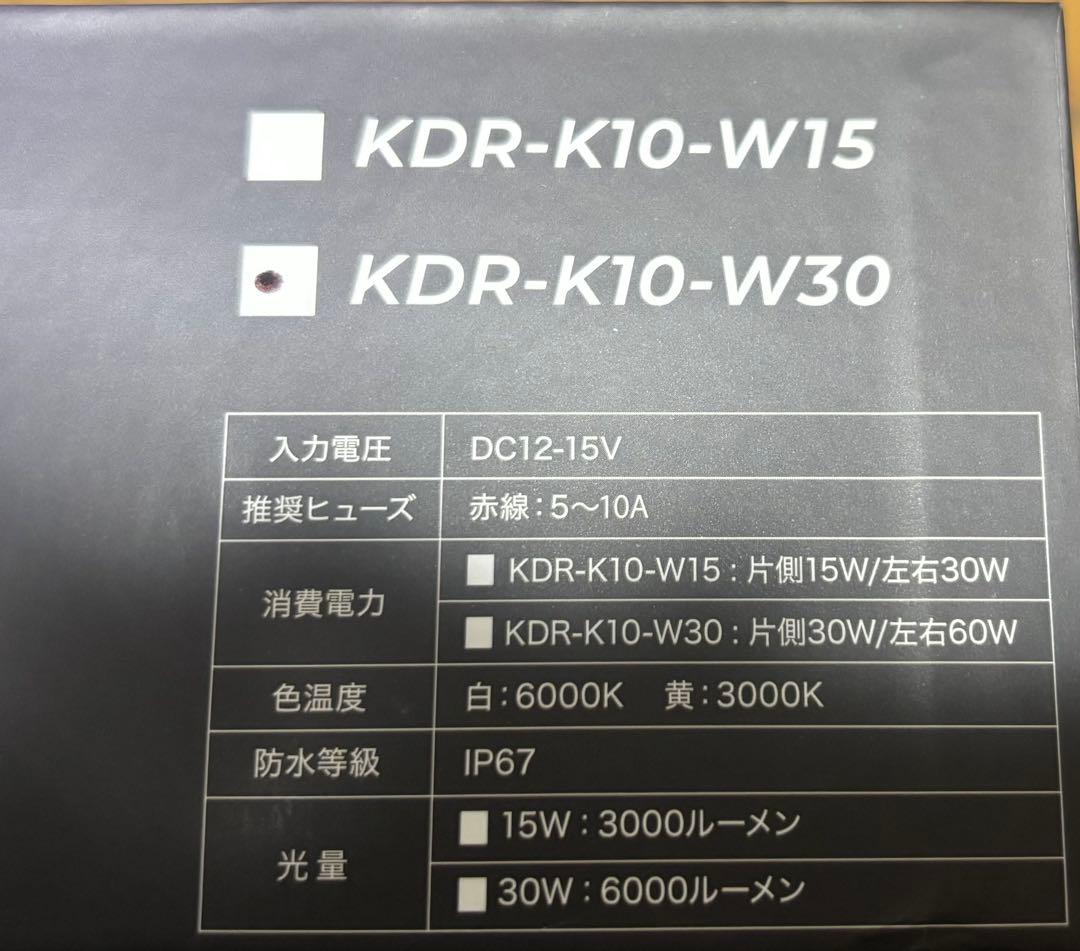 KDR-K10-W15
KDR-K10-W30
入力電圧 DC12-15V
推奨ヒューズ 赤線：5〜10A
消費電力
KDR-K10-W15：片側15W/左右30W
KDR-K10-W30：片側30W/左右60W
色温度 白：6000K 黄：3000K
防水等級 IP67
光量
15W：3000ルーメン
30W：6000ルーメン